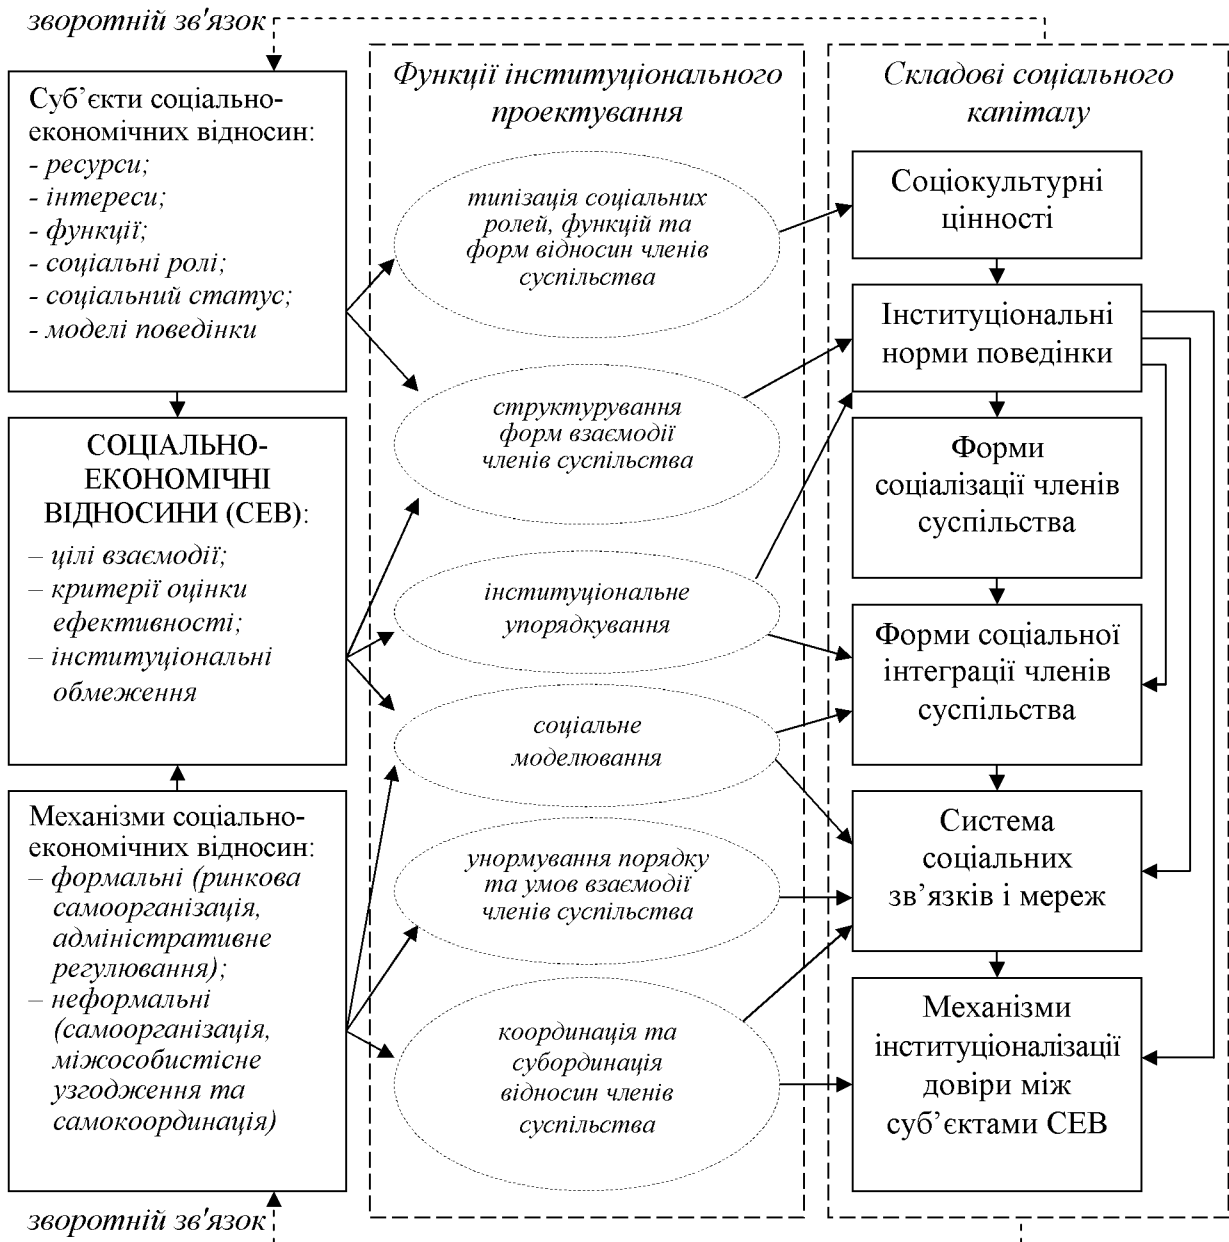 зворотній зв'язок
Суб’єкти соціально-
економічних відносин:
- ресурси;
- інтереси;
- функції;
- соціальні ролі;
- соціальний статус;
- моделі поведінки
СОЦІАЛЬНО-
ЕКОНОМІЧНІ
ВІДНОСИНИ (СЕВ):
– цілі взаємодії;
– критерії оцінки
ефективності;
– інституціональні
обмеження
Механізми соціально-
економічних відносин:
– формальні (ринкова
самоорганізація,
адміністративне
регулювання);
– неформальні
(самоорганізація,
міжособистісне
узгодження та
самокоординація)
зворотній зв'язок
Функції інституціонального
проектування
типізація соціальних
ролей, функцій та
форм відносин членів
суспільства
структурування
форм взаємодії
членів суспільства
інституціональне
упорядкування
соціальне
моделювання
унормування порядку
та умов взаємодії
членів суспільства
координація та
субординація
відносин членів
суспільства
Складові соціального
капіталу
Соціокультурні
цінності
Інституціональні
норми поведінки
Форми
соціалізації членів
суспільства
Форми соціальної
інтеграції членів
суспільства
Система
соціальних
зв’язків і мереж
Механізми
інституціоналізації
довіри між
суб’єктами СЕВ